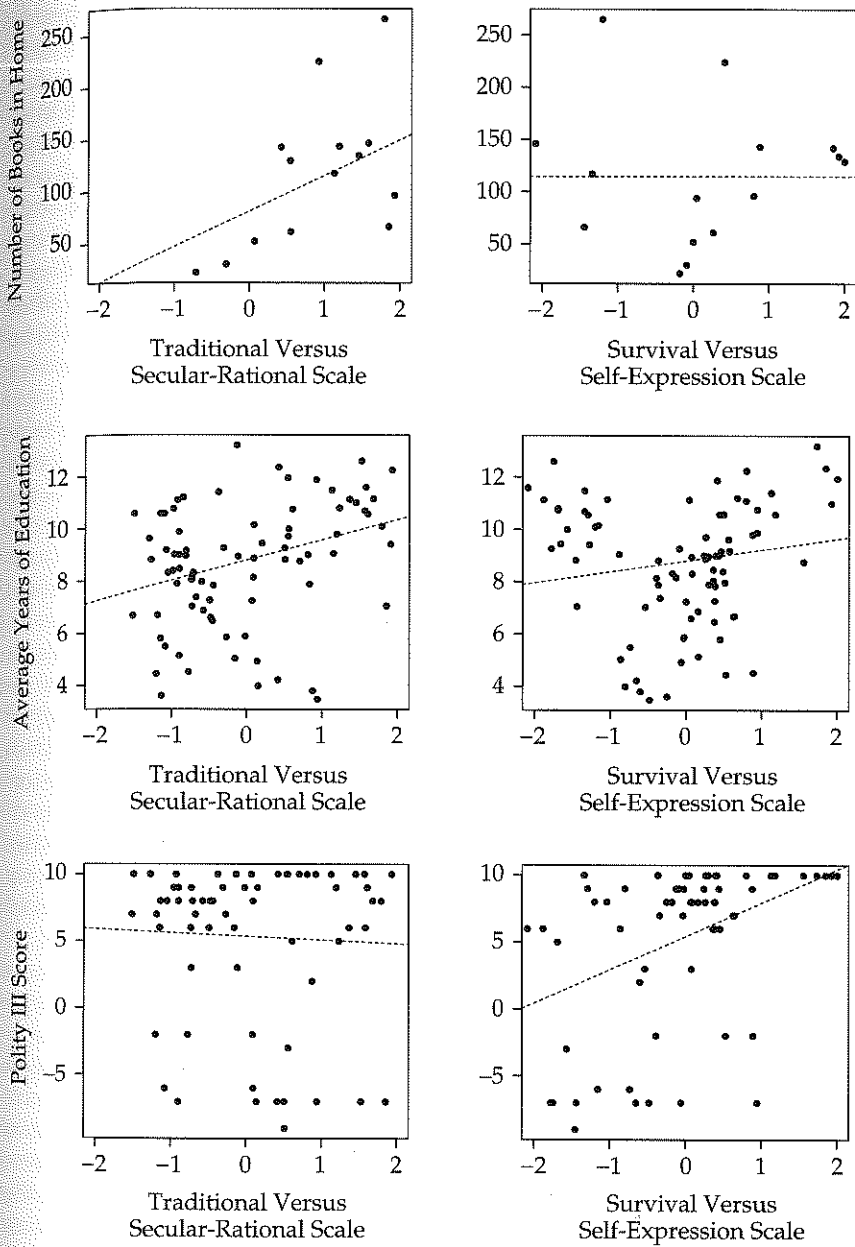 Number of Books in Home
250
200
150
100
50
−2 −1 0 1 2
Traditional Versus
Secular-Rational Scale
250
200
150
100
50
−2 −1 0 1 2
Survival Versus
Self-Expression Scale
Average Years of Education
12
10
8
6
4
−2 −1 0 1 2
Traditional Versus
Secular-Rational Scale
12
10
8
6
4
−2 −1 0 1 2
Survival Versus
Self-Expression Scale
Polity III Score
10
5
0
−5
−2 −1 0 1 2
Traditional Versus
Secular-Rational Scale
10
5
0
−5
−2 −1 0 1 2
Survival Versus
Self-Expression Scale